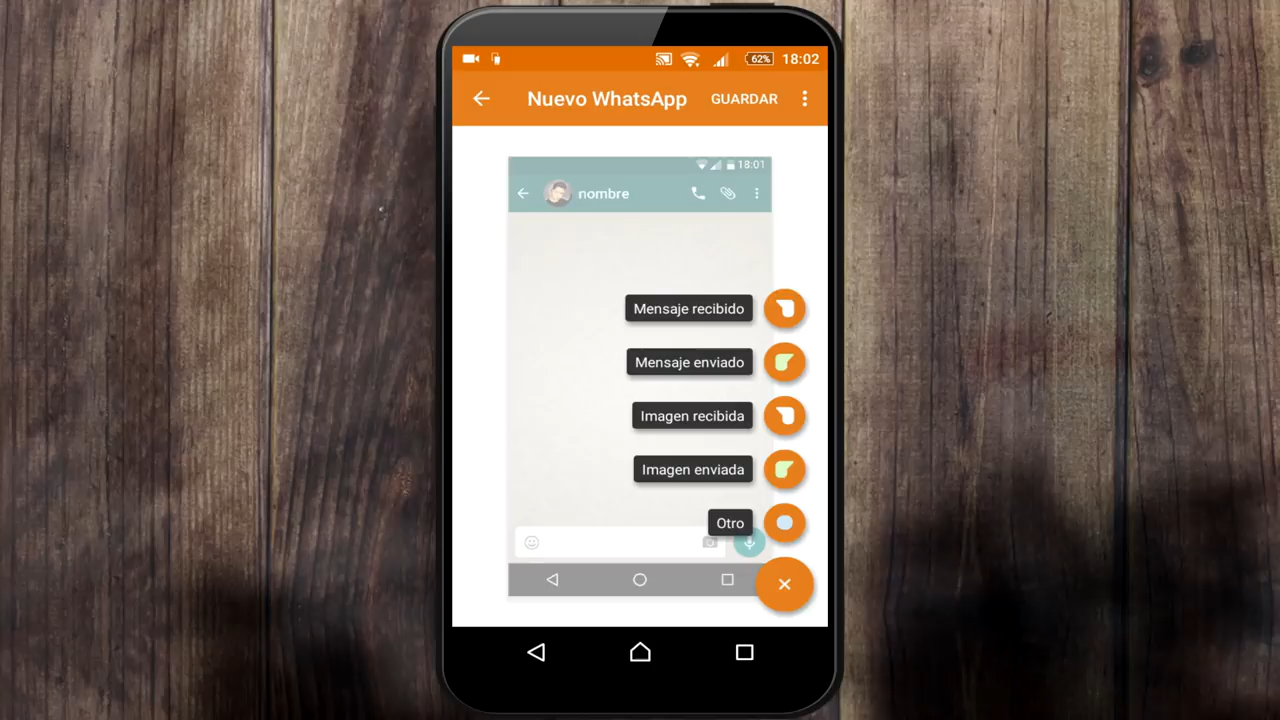 62% 18:02
Nuevo WhatsApp GUARDAR
18:01
nombre
Mensaje recibido
Mensaje enviado
Imagen recibida
Imagen enviada
Otro